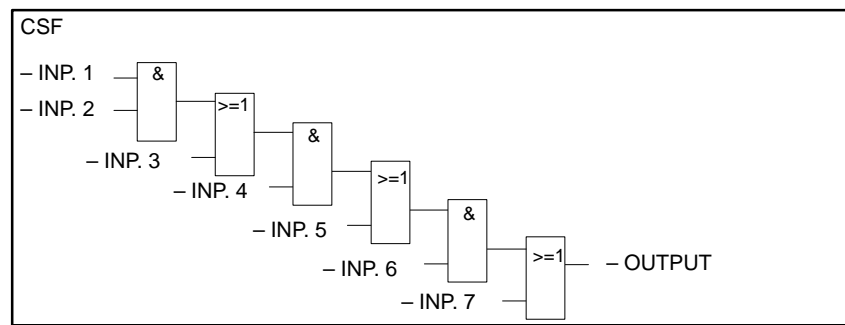 CSF
– INP. 1
&
– INP. 2
>=1
&
– INP. 3
>=1
– INP. 4
&
– INP. 5
>=1
– INP. 6
– OUTPUT
– INP. 7